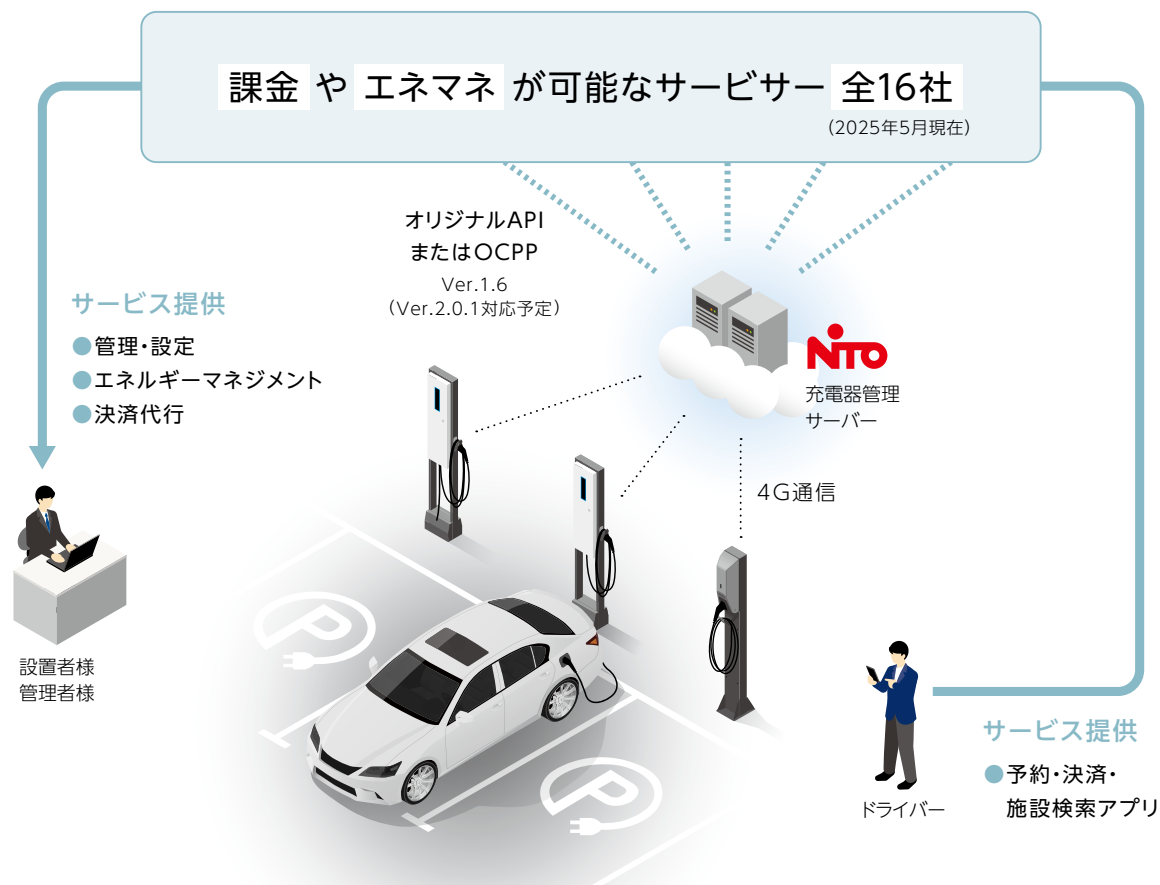 課金 や エネマネ が可能なサービサー 全16社
(2025年5月現在)
オリジナルAPI
またはOCPP
Ver.1.6
(Ver.2.0.1対応予定)
サービス提供
●管理・設定
●エネルギーマネジメント
●決済代行
NITO
充電器管理
サーバー
4G通信
設置者様
管理者様
P
P
ドライバー
サービス提供
●予約・決済・
施設検索アプリ